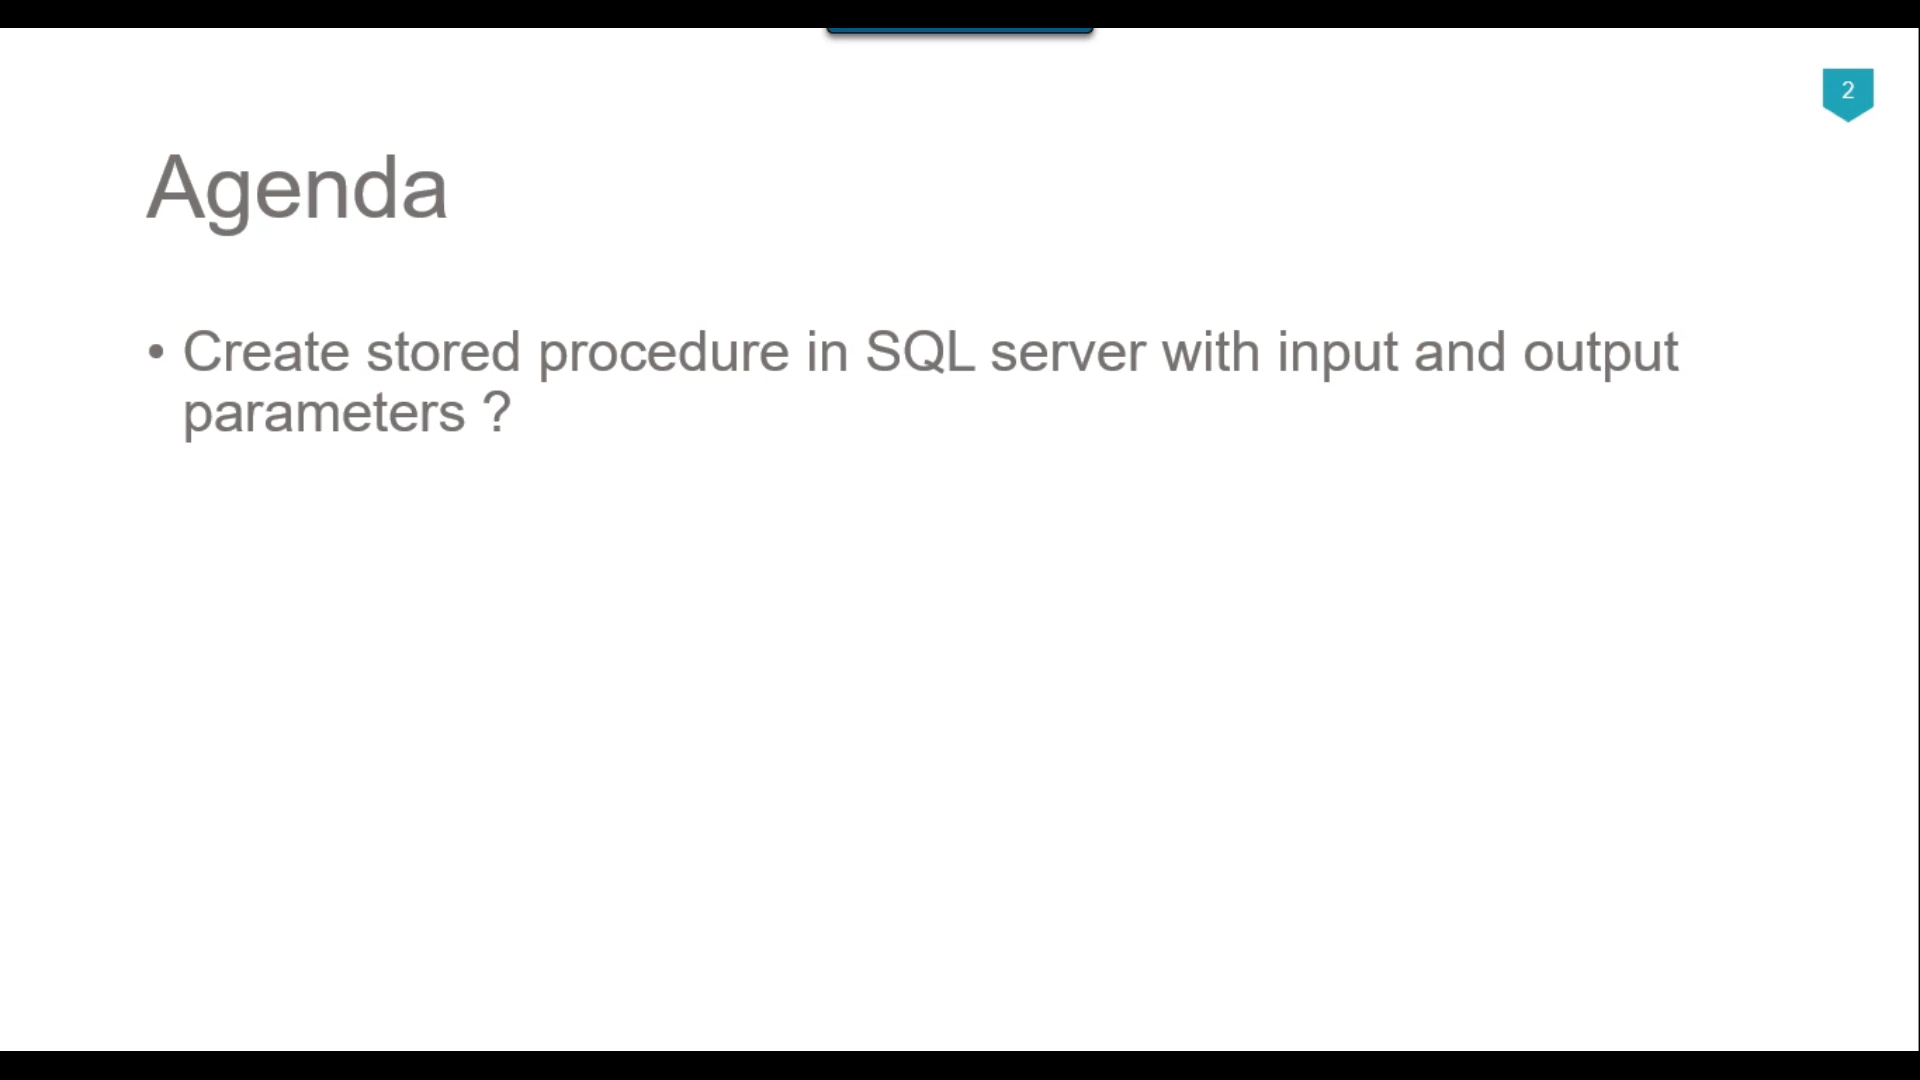 2
Agenda
• Create stored procedure in SQL server with input and output
parameters ?